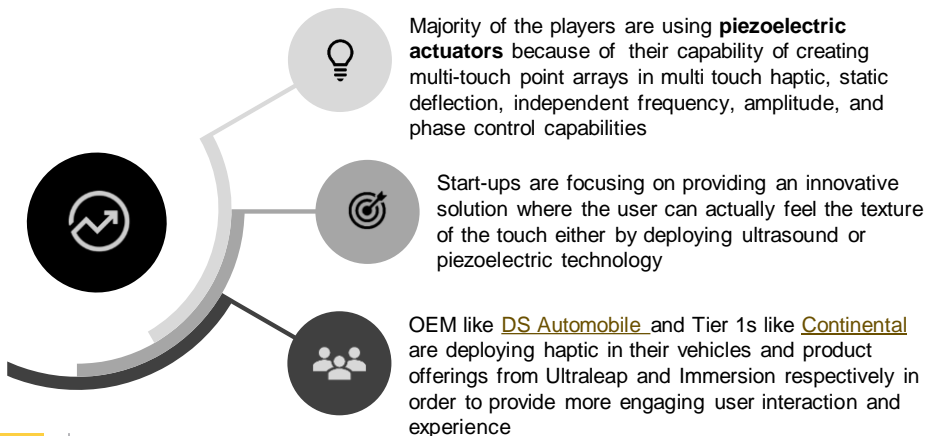 Majority of the players are using piezoelectric
actuators because of their capability of creating
multi-touch point arrays in multi touch haptic, static
deflection, independent frequency, amplitude, and
phase control capabilities
Start-ups are focusing on providing an innovative
solution where the user can actually feel the texture
of the touch either by deploying ultrasound or
piezoelectric technology
OEM like DS Automobile and Tier 1s like Continental
are deploying haptic in their vehicles and product
offerings from Ultraleap and Immersion respectively in
order to provide more engaging user interaction and
experience